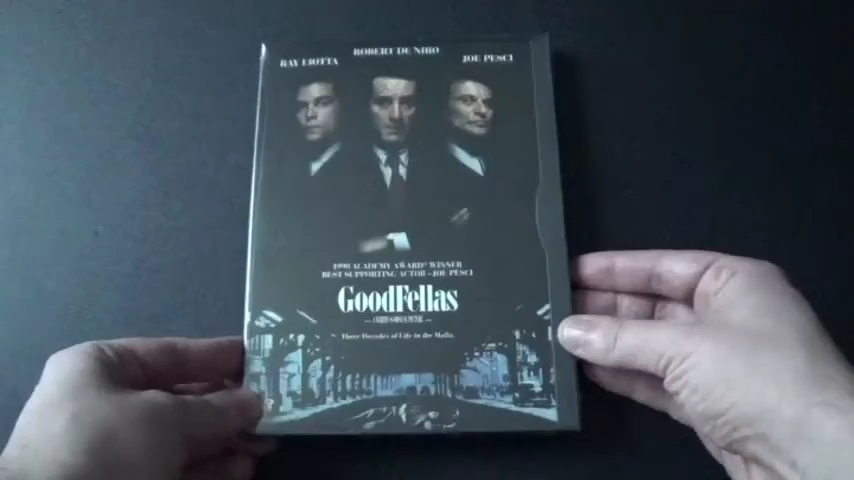 ROBERT DE NIRO
RAY LIOTTA JOE PESCI
1990 ACADEMY AWARD® WINNER
BEST SUPPORTING ACTOR-JOE PESCI
GoodFellas
Three Decades of Life in the Mafia.